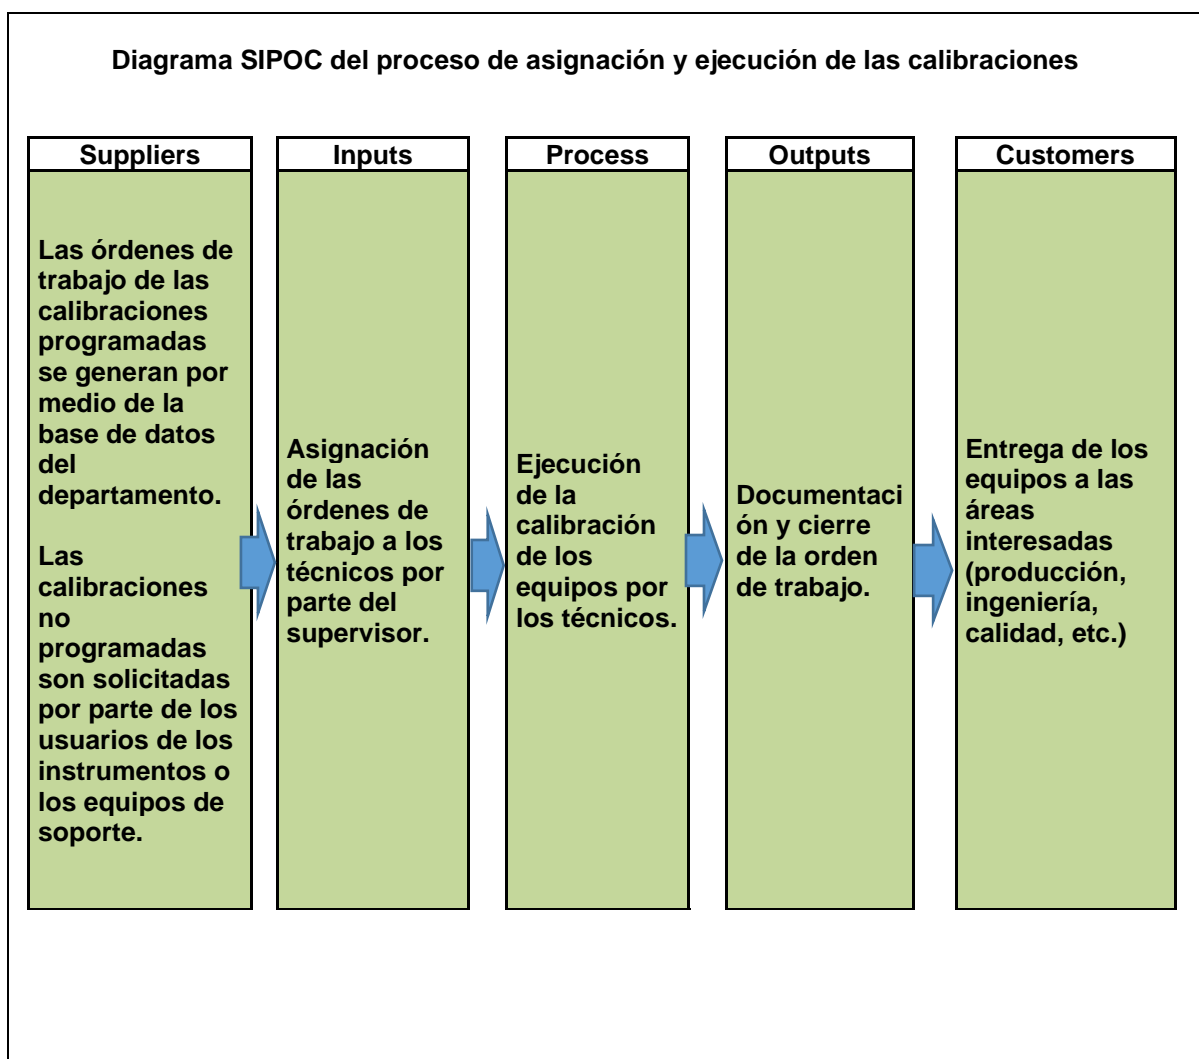 Diagrama SIPOC del proceso de asignación y ejecución de las calibraciones
Suppliers
Las órdenes de
trabajo de las
calibraciones
programadas
se generan por
medio de la
base de datos
del
departamento.
Las
calibraciones
no
programadas
son solicitadas
por parte de los
usuarios de los
instrumentos o
los equipos de
soporte.
Inputs
Asignación
de las
órdenes de
trabajo a los
técnicos por
parte del
supervisor.
Process
Ejecución
de la
calibración
de los
equipos por
los técnicos.
Outputs
Documentaci
ón y cierre
de la orden
de trabajo.
Customers
Entrega de los
equipos a las
áreas
interesadas
(producción,
ingeniería,
calidad, etc.)